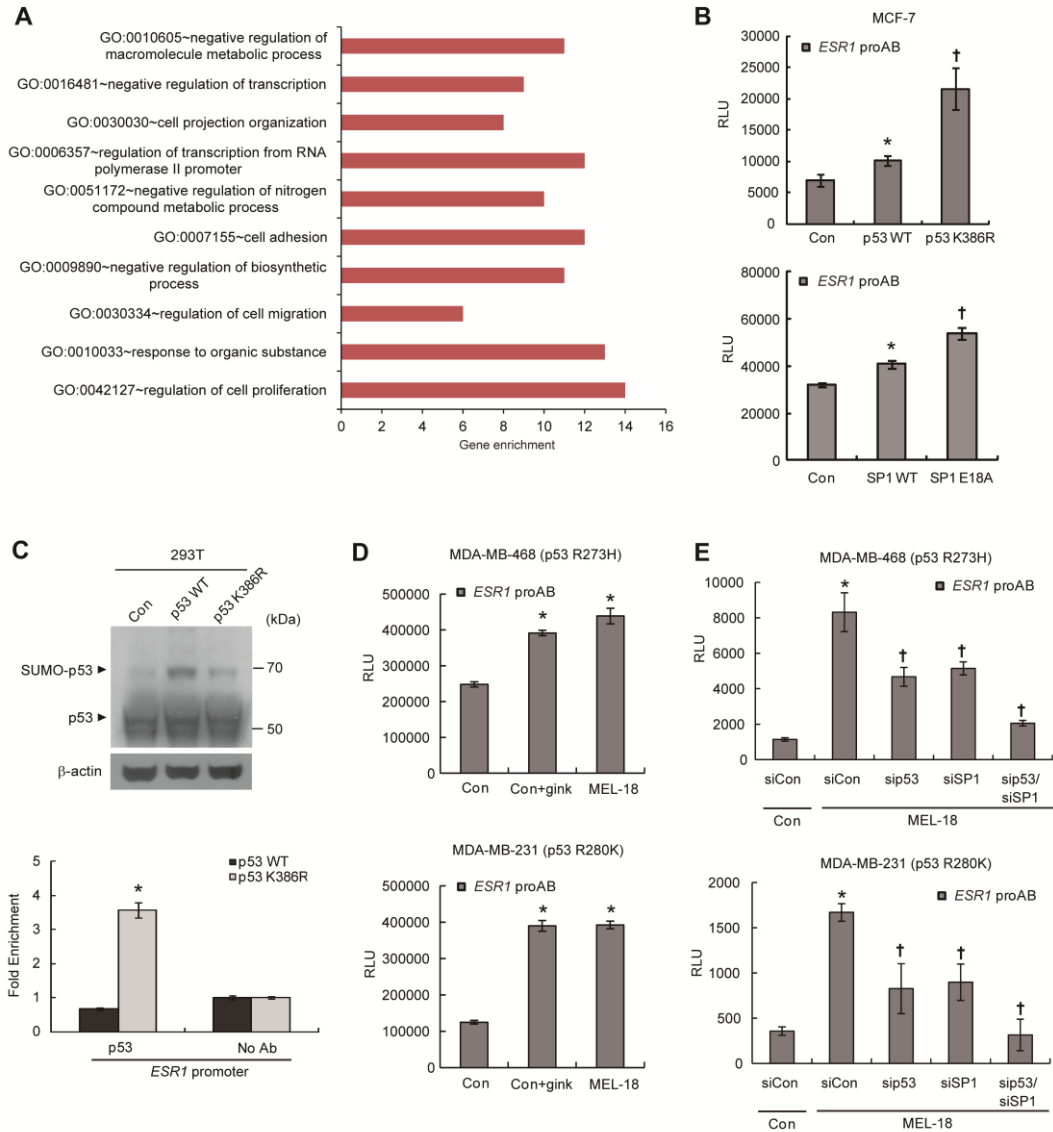 A
GO:0010605~negative regulation of
macromolecule metabolic process
GO:0016481~negative regulation of transcription
GO:0030030~cell projection organization
GO:0006357~regulation of transcription from RNA
polymerase II promoter
GO:0051172~negative regulation of nitrogen
compound metabolic process
GO:0007155~cell adhesion
GO:0009890~negative regulation of biosynthetic
process
GO:0030334~regulation of cell migration
GO:0010033~response to organic substance
GO:0042127~regulation of cell proliferation
0 2 4 6 8 10 12 14 16
Gene enrichment
B
MCF-7
ESR1 proAB
RLU
30000
25000
20000
15000
10000
5000
0
*
†
Con p53 WT p53 K386R
ESR1 proAB
RLU
80000
60000
40000
20000
0
*
†
Con SP1 WT SP1 E18A
C
293T
Con p53 WT p53 K386R
(kDa)
SUMO-p53
70
p53
50
β-actin
p53 WT
p53 K386R
Fold Enrichment
5
4
3
2
1
0
*
p53 No Ab
ESR1 promoter
D
MDA-MB-468 (p53 R273H)
ESR1 proAB
RLU
500000
400000
300000
200000
100000
0
* *
Con Con+gink MEL-18
MDA-MB-231 (p53 R280K)
ESR1 proAB
RLU
500000
400000
300000
200000
100000
0
* *
Con Con+gink MEL-18
E
MDA-MB-468 (p53 R273H)
ESR1 proAB
RLU
10000
8000
6000
4000
2000
0
* † † †
siCon siCon sip53 siSP1 sip53/
siSP1
Con MEL-18
MDA-MB-231 (p53 R280K)
ESR1 proAB
RLU
2000
1500
1000
500
0
* † † †
siCon siCon sip53 siSP1 sip53/
siSP1
Con MEL-18